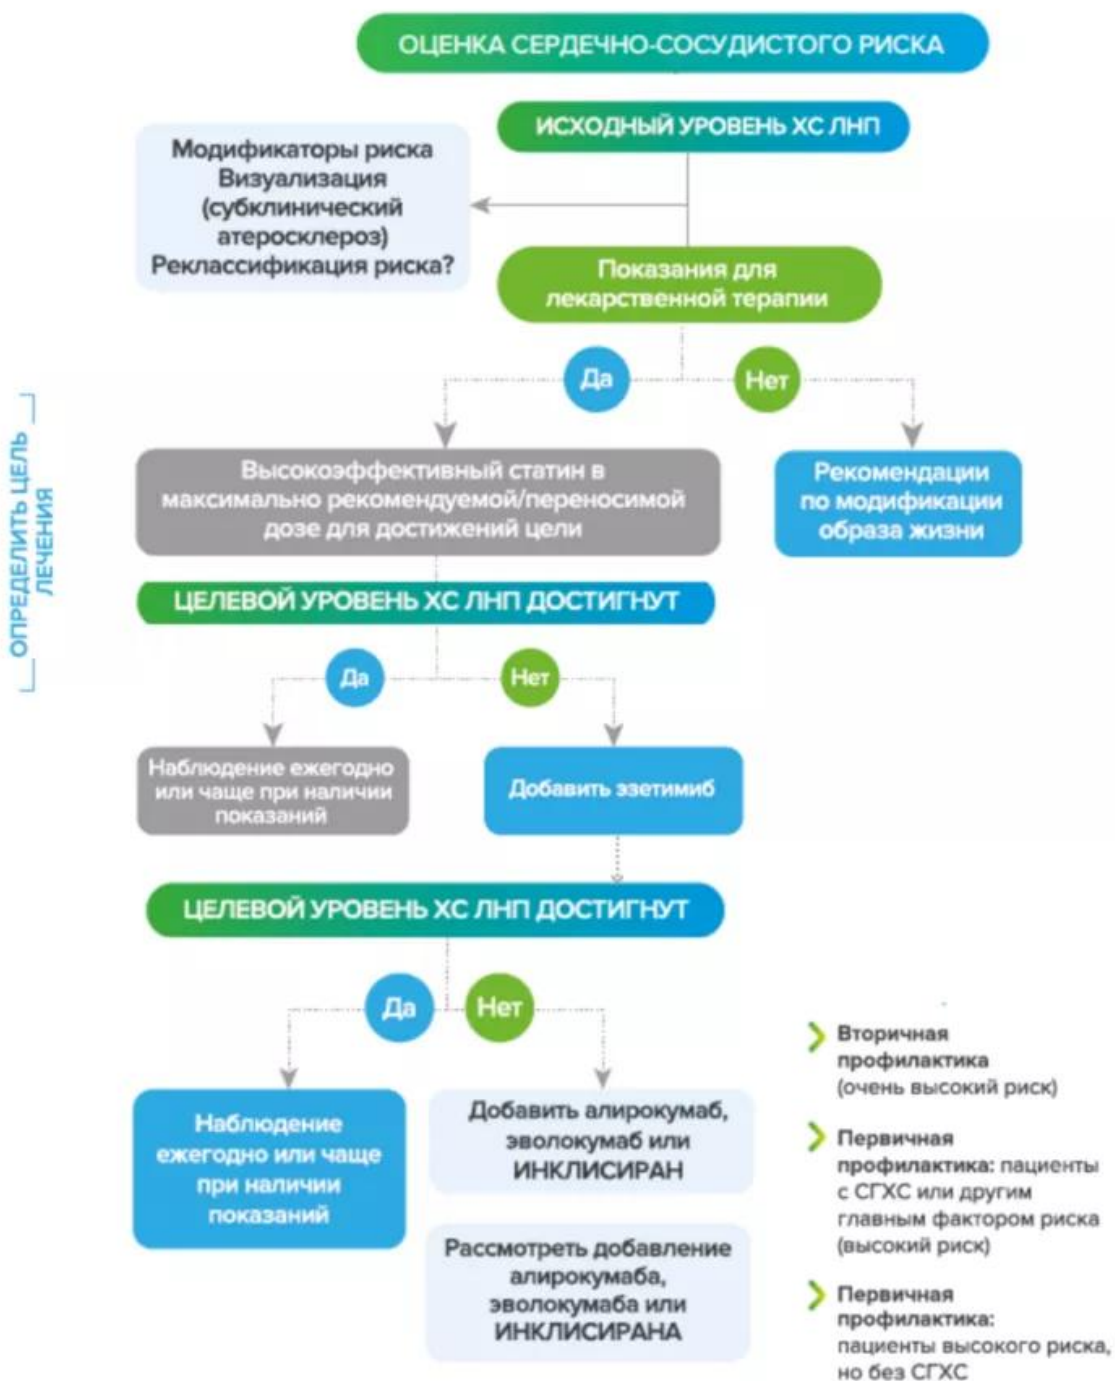 ОЦЕНКА СЕРДЕЧНО-СОСУДИСТОГО РИСКА
ИСХОДНЫЙ УРОВЕНЬ ХС ЛНП
Модификаторы риска
Визуализация
(субклинический
атеросклероз)
Реклассификация риска?
Показания для
лекарственной терапии
Да
Нет
ОПРЕДЕЛИТЬ ЦЕЛЬ
ЛЕЧЕНИЯ
Высокоэффективный статин в
максимально рекомендуемой/переносимой
дозе для достижений цели
Рекомендации
по модификации
образа жизни
ЦЕЛЕВОЙ УРОВЕНЬ ХС ЛНП ДОСТИГНУТ
Да
Нет
Наблюдение ежегодно
или чаще при наличии
показаний
Добавить эзетимиб
ЦЕЛЕВОЙ УРОВЕНЬ ХС ЛНП ДОСТИГНУТ
Да
Нет
Наблюдение
ежегодно или чаще
при наличии
показаний
Добавить алирокумаб,
эволокумаб или
ИНКЛИСИРАН
Рассмотреть добавление
алирокумаба,
эволокумаба или
ИНКЛИСИРАНА
Вторичная
профилактика
(очень высокий риск)
Первичная
профилактика: пациенты
с СГХС или другим
главным фактором риска
(высокий риск)
Первичная
профилактика:
пациенты высокого риска,
но без СГХС